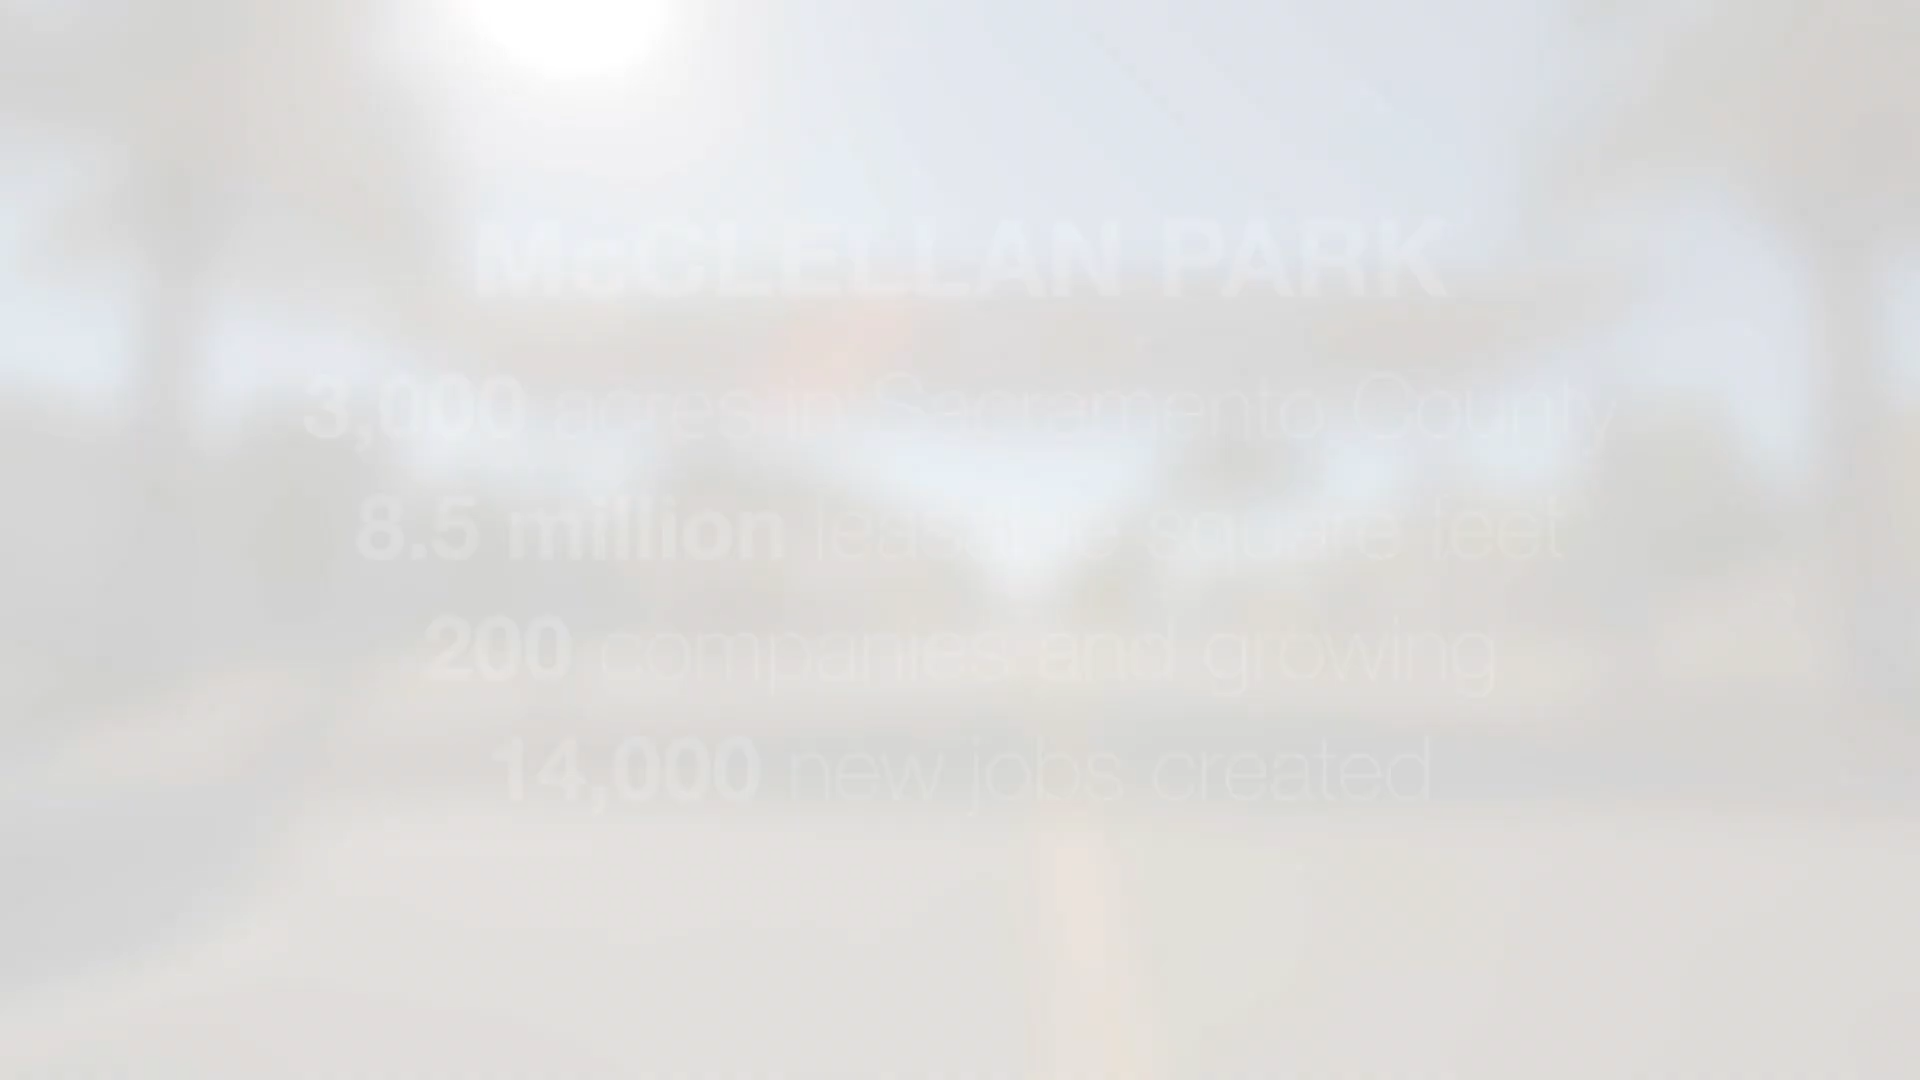 McCLELLAN PARK
3,000 acres in Sacramento County
8.5 million leasable square feet
200 companies and growing
14,000 new jobs created